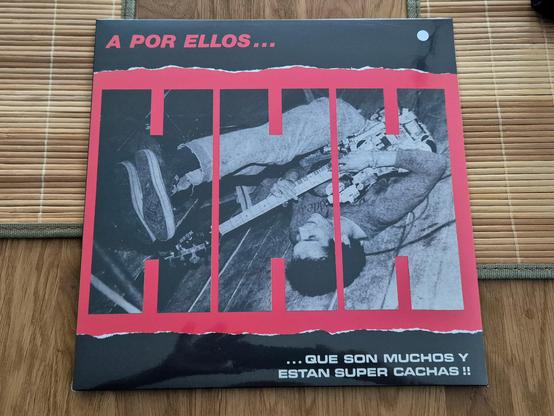 A POR ELLOS...
HHH
...QUE SON MUCHOS Y
ESTAN SUPER CACHAS!!